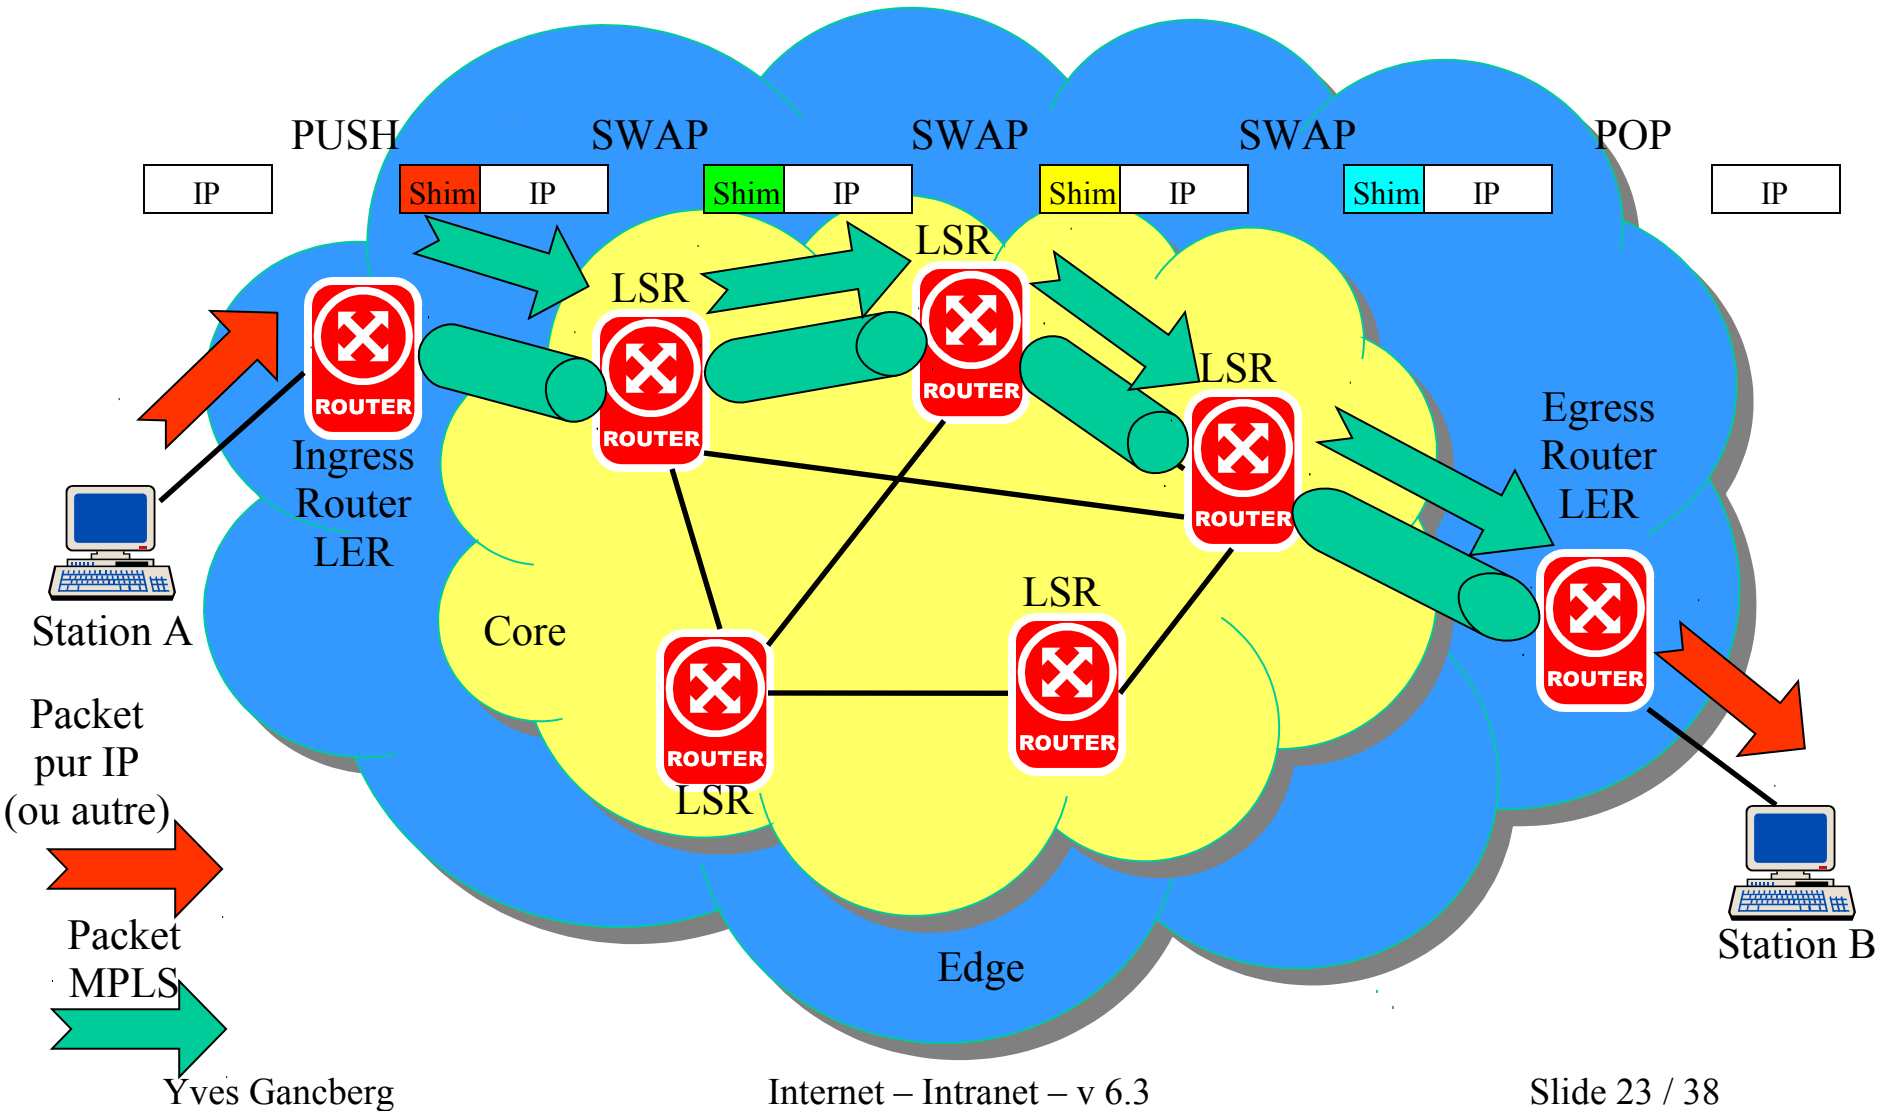 PUSH SWAP SWAP SWAP POP
IP Shim IP Shim IP Shim IP Shim IP IP
LSR
LSR
LSR
ROUTER
ROUTER
ROUTER
ROUTER
Ingress
Router
LER
Egress
Router
LER
Station A
Core
LSR
ROUTER
LSR
ROUTER
ROUTER
Packet
pur IP
(ou autre)
Packet
MPLS
Edge
Station B
Yves Gancberg Internet – Intranet – v 6.3 Slide 23 / 38